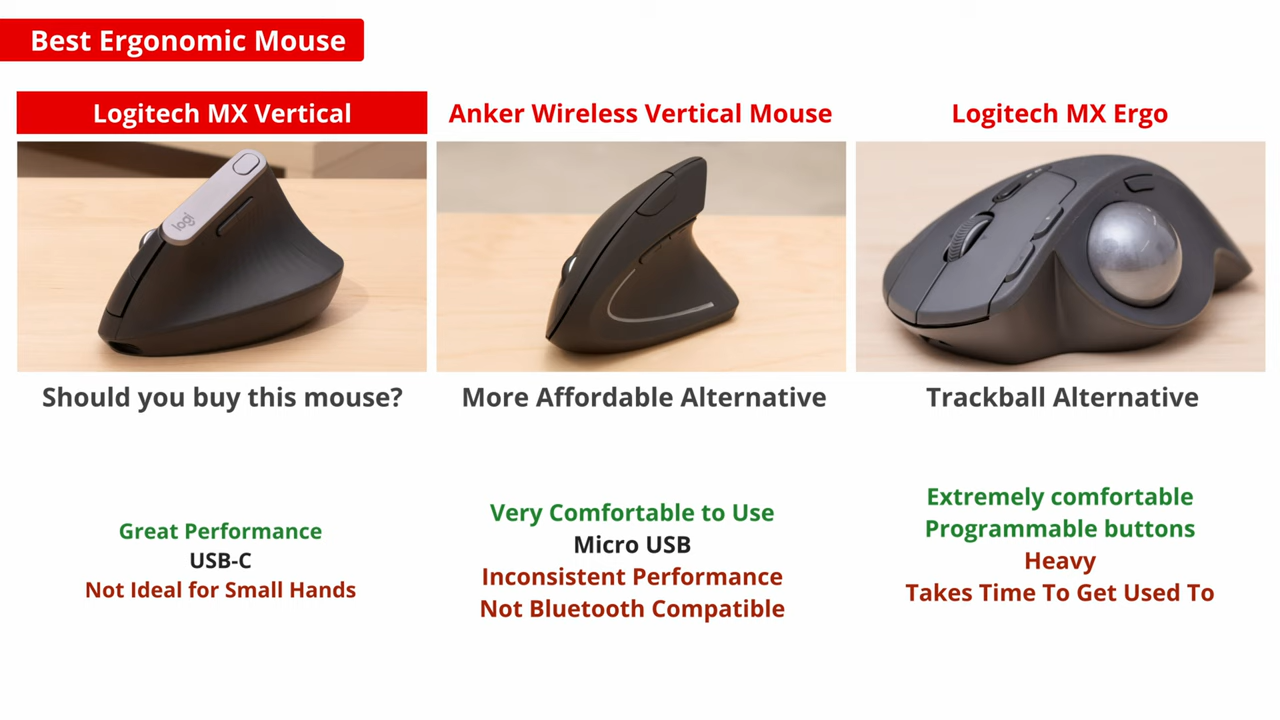 Best Ergonomic Mouse
Logitech MX Vertical
logi
Should you buy this mouse?
Great Performance
USB-C
Not Ideal for Small Hands
Anker Wireless Vertical Mouse
More Affordable Alternative
Very Comfortable to Use
Micro USB
Inconsistent Performance
Not Bluetooth Compatible
Logitech MX Ergo
Trackball Alternative
Extremely comfortable
Programmable buttons
Heavy
Takes Time To Get Used To